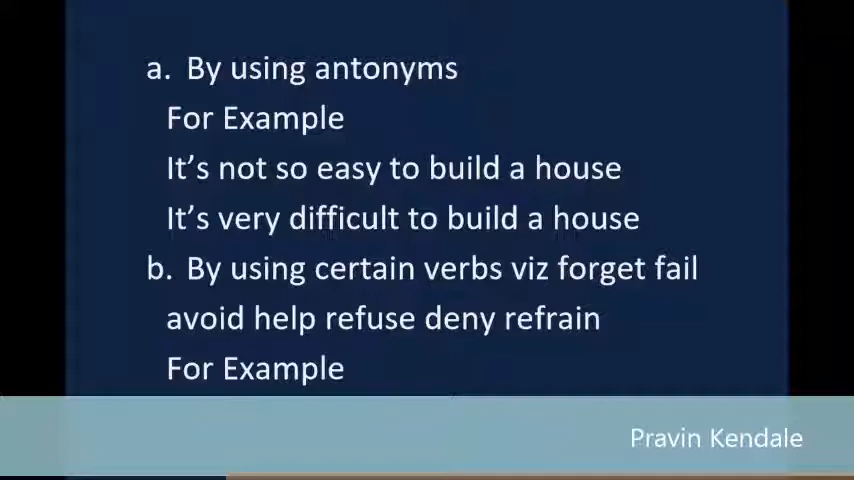 a. By using antonyms
For Example
It’s not so easy to build a house
It’s very difficult to build a house
b. By using certain verbs viz forget fail
avoid help refuse deny refrain
For Example
Pravin Kendale